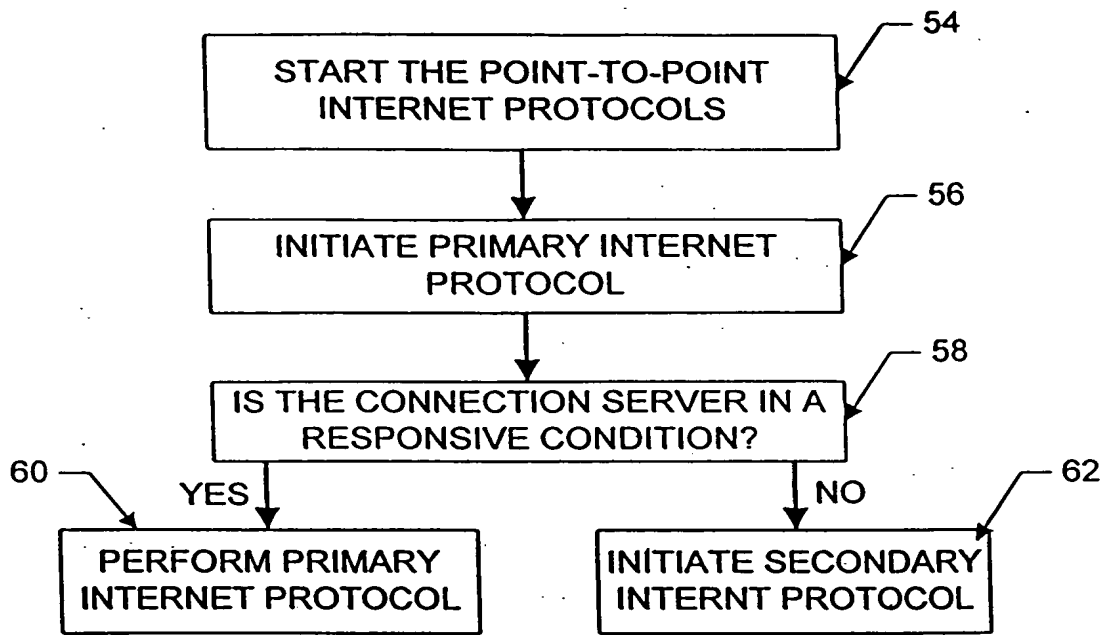 54
START THE POINT-TO-POINT
INTERNET PROTOCOLS
56
INITIATE PRIMARY INTERNET
PROTOCOL
58
IS THE CONNECTION SERVER IN A
RESPONSIVE CONDITION?
60
YES
NO
62
PERFORM PRIMARY
INTERNET PROTOCOL
INITIATE SECONDARY
INTERNT PROTOCOL